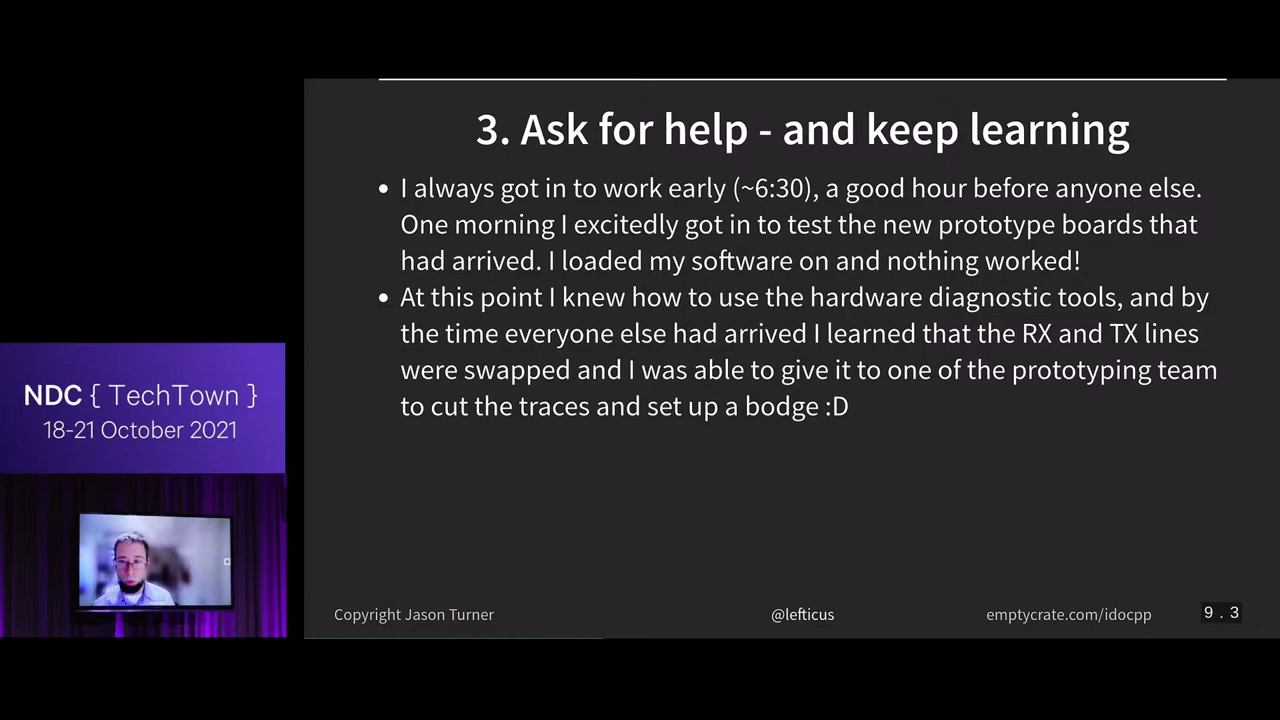 3. Ask for help - and keep learning
• I always got in to work early (~6:30), a good hour before anyone else.
One morning I excitedly got in to test the new prototype boards that
had arrived. I loaded my software on and nothing worked!
• At this point I knew how to use the hardware diagnostic tools, and by
the time everyone else had arrived I learned that the RX and TX lines
were swapped and I was able to give it to one of the prototyping team
to cut the traces and set up a bodge :D
NDC { TechTown }
18-21 October 2021
Copyright Jason Turner
@lefticus
emptycrate.com/idocpp
9.3